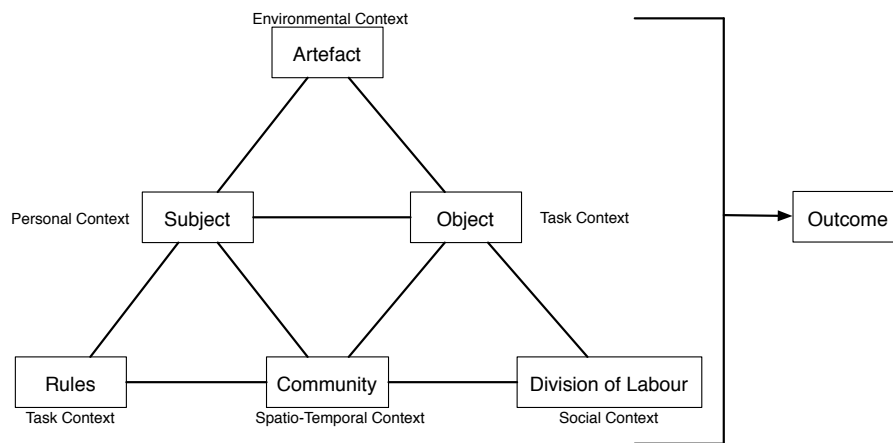 Environmental Context
Artefact
Personal Context
Subject
Object
Task Context
Outcome
Rules
Community
Division of Labour
Task Context
Spatio-Temporal Context
Social Context